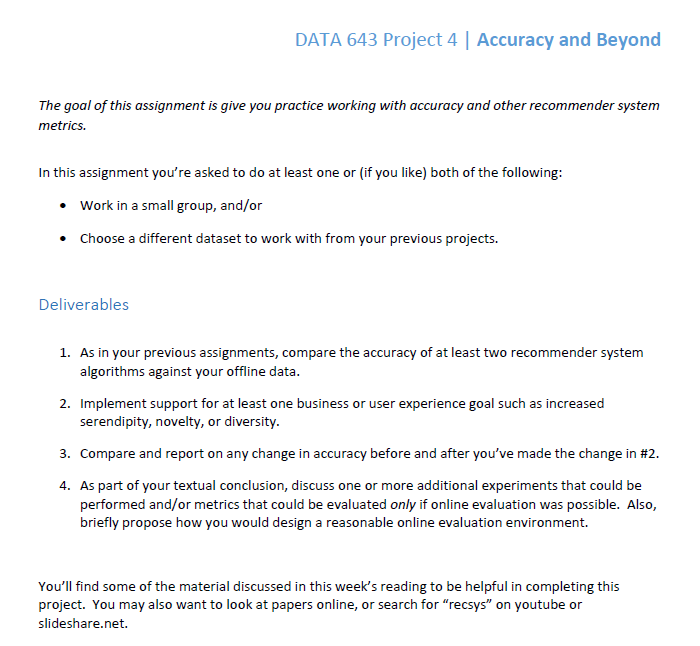 DATA 643 Project 4 | Accuracy and Beyond
The goal of this assignment is give you practice working with accuracy and other recommender system
metrics.
In this assignment you're asked to do at least one or (if you like) both of the following:
• Work in a small group, and/or
• Choose a different dataset to work with from your previous projects.
Deliverables
1. As in your previous assignments, compare the accuracy of at least two recommender system
algorithms against your offline data.
2. Implement support for at least one business or user experience goal such as increased
serendipity, novelty, or diversity.
3. Compare and report on any change in accuracy before and after you've made the change in #2.
4. As part of your textual conclusion, discuss one or more additional experiments that could be
performed and/or metrics that could be evaluated only if online evaluation was possible. Also,
briefly propose how you would design a reasonable online evaluation environment.
You'll find some of the material discussed in this week's reading to be helpful in completing this
project. You may also want to look at papers online, or search for "recsys" on youtube or
slideshare.net.